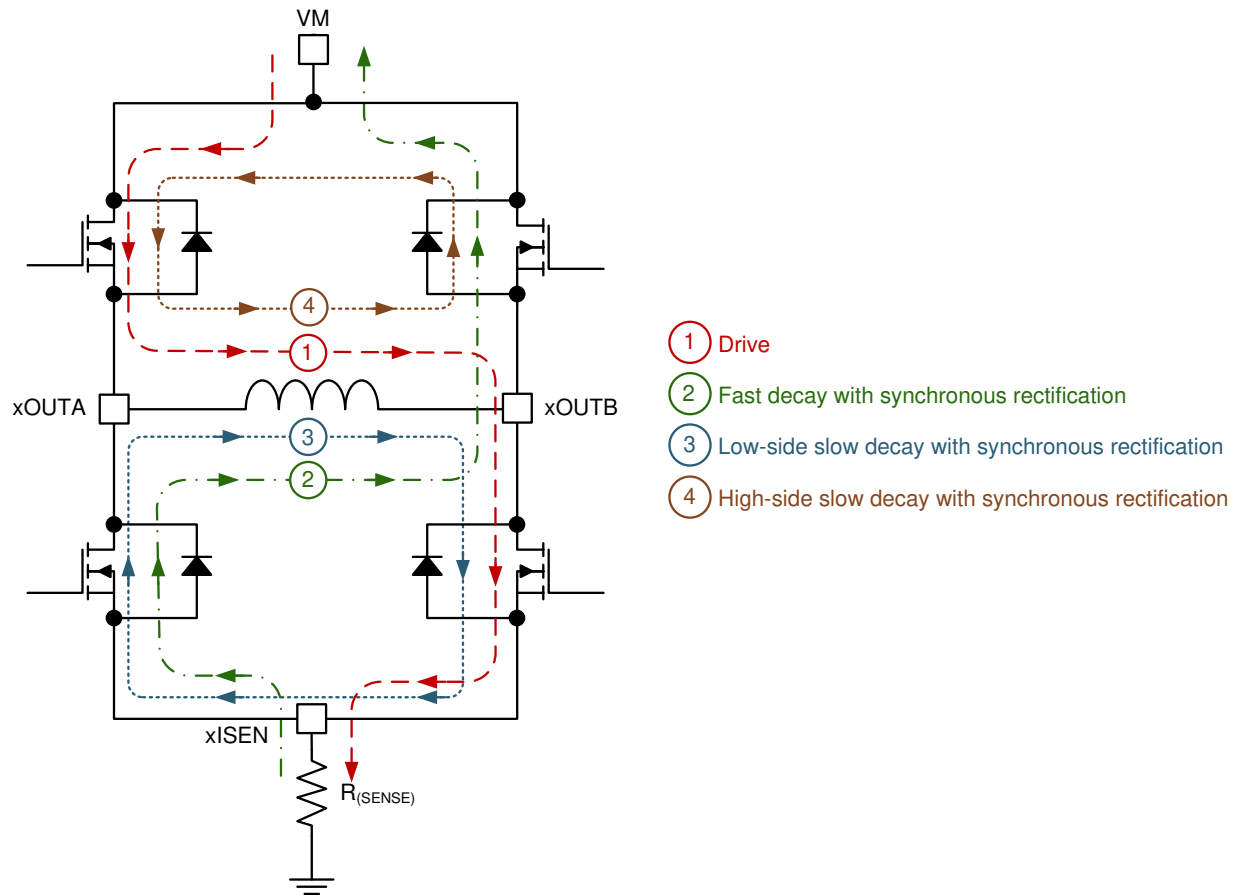 VM
4
1
xOUTA
xOUTB
3
2
xISEN
R(SENSE)
1 Drive
2 Fast decay with synchronous rectification
3 Low-side slow decay with synchronous rectification
4 High-side slow decay with synchronous rectification